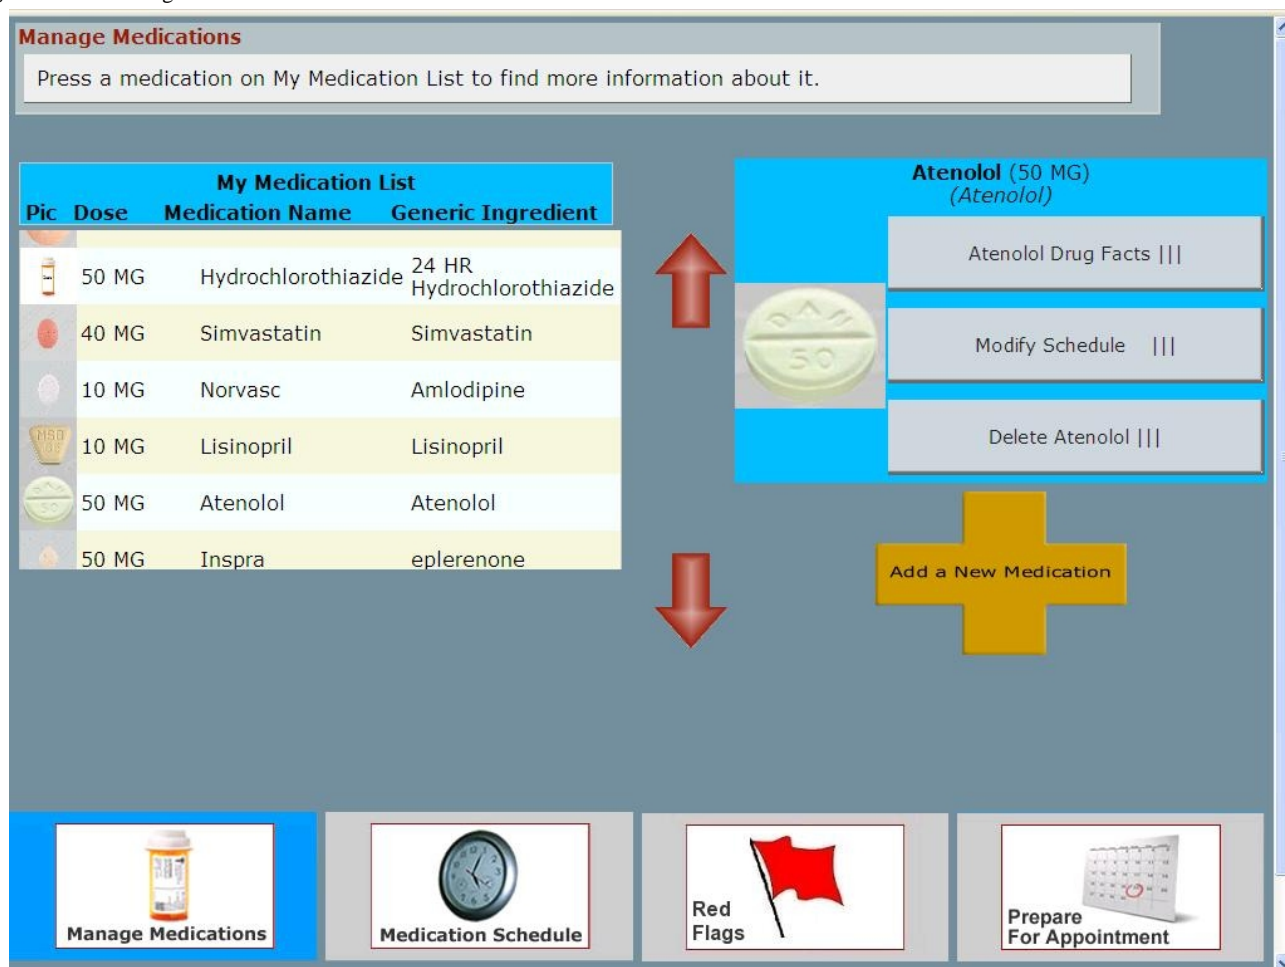 Manage Medications
Press a medication on My Medication List to find more information about it.
My Medication List
Pic Dose Medication Name Generic Ingredient
50 MG Hydrochlorothiazide 24 HR
Hydrochlorothiazide
40 MG Simvastatin Simvastatin
10 MG Norvasc Amlodipine
10 MG Lisinopril Lisinopril
50 MG Atenolol Atenolol
50 MG Inspra eplerenone
Atenolol (50 MG)
(Atenolol)
Atenolol Drug Facts |||
DAN
50
Modify Schedule |||
Delete Atenolol |||
Add a New Medication
Manage Medications
Medication Schedule
Red
Flags
Prepare
For Appointment